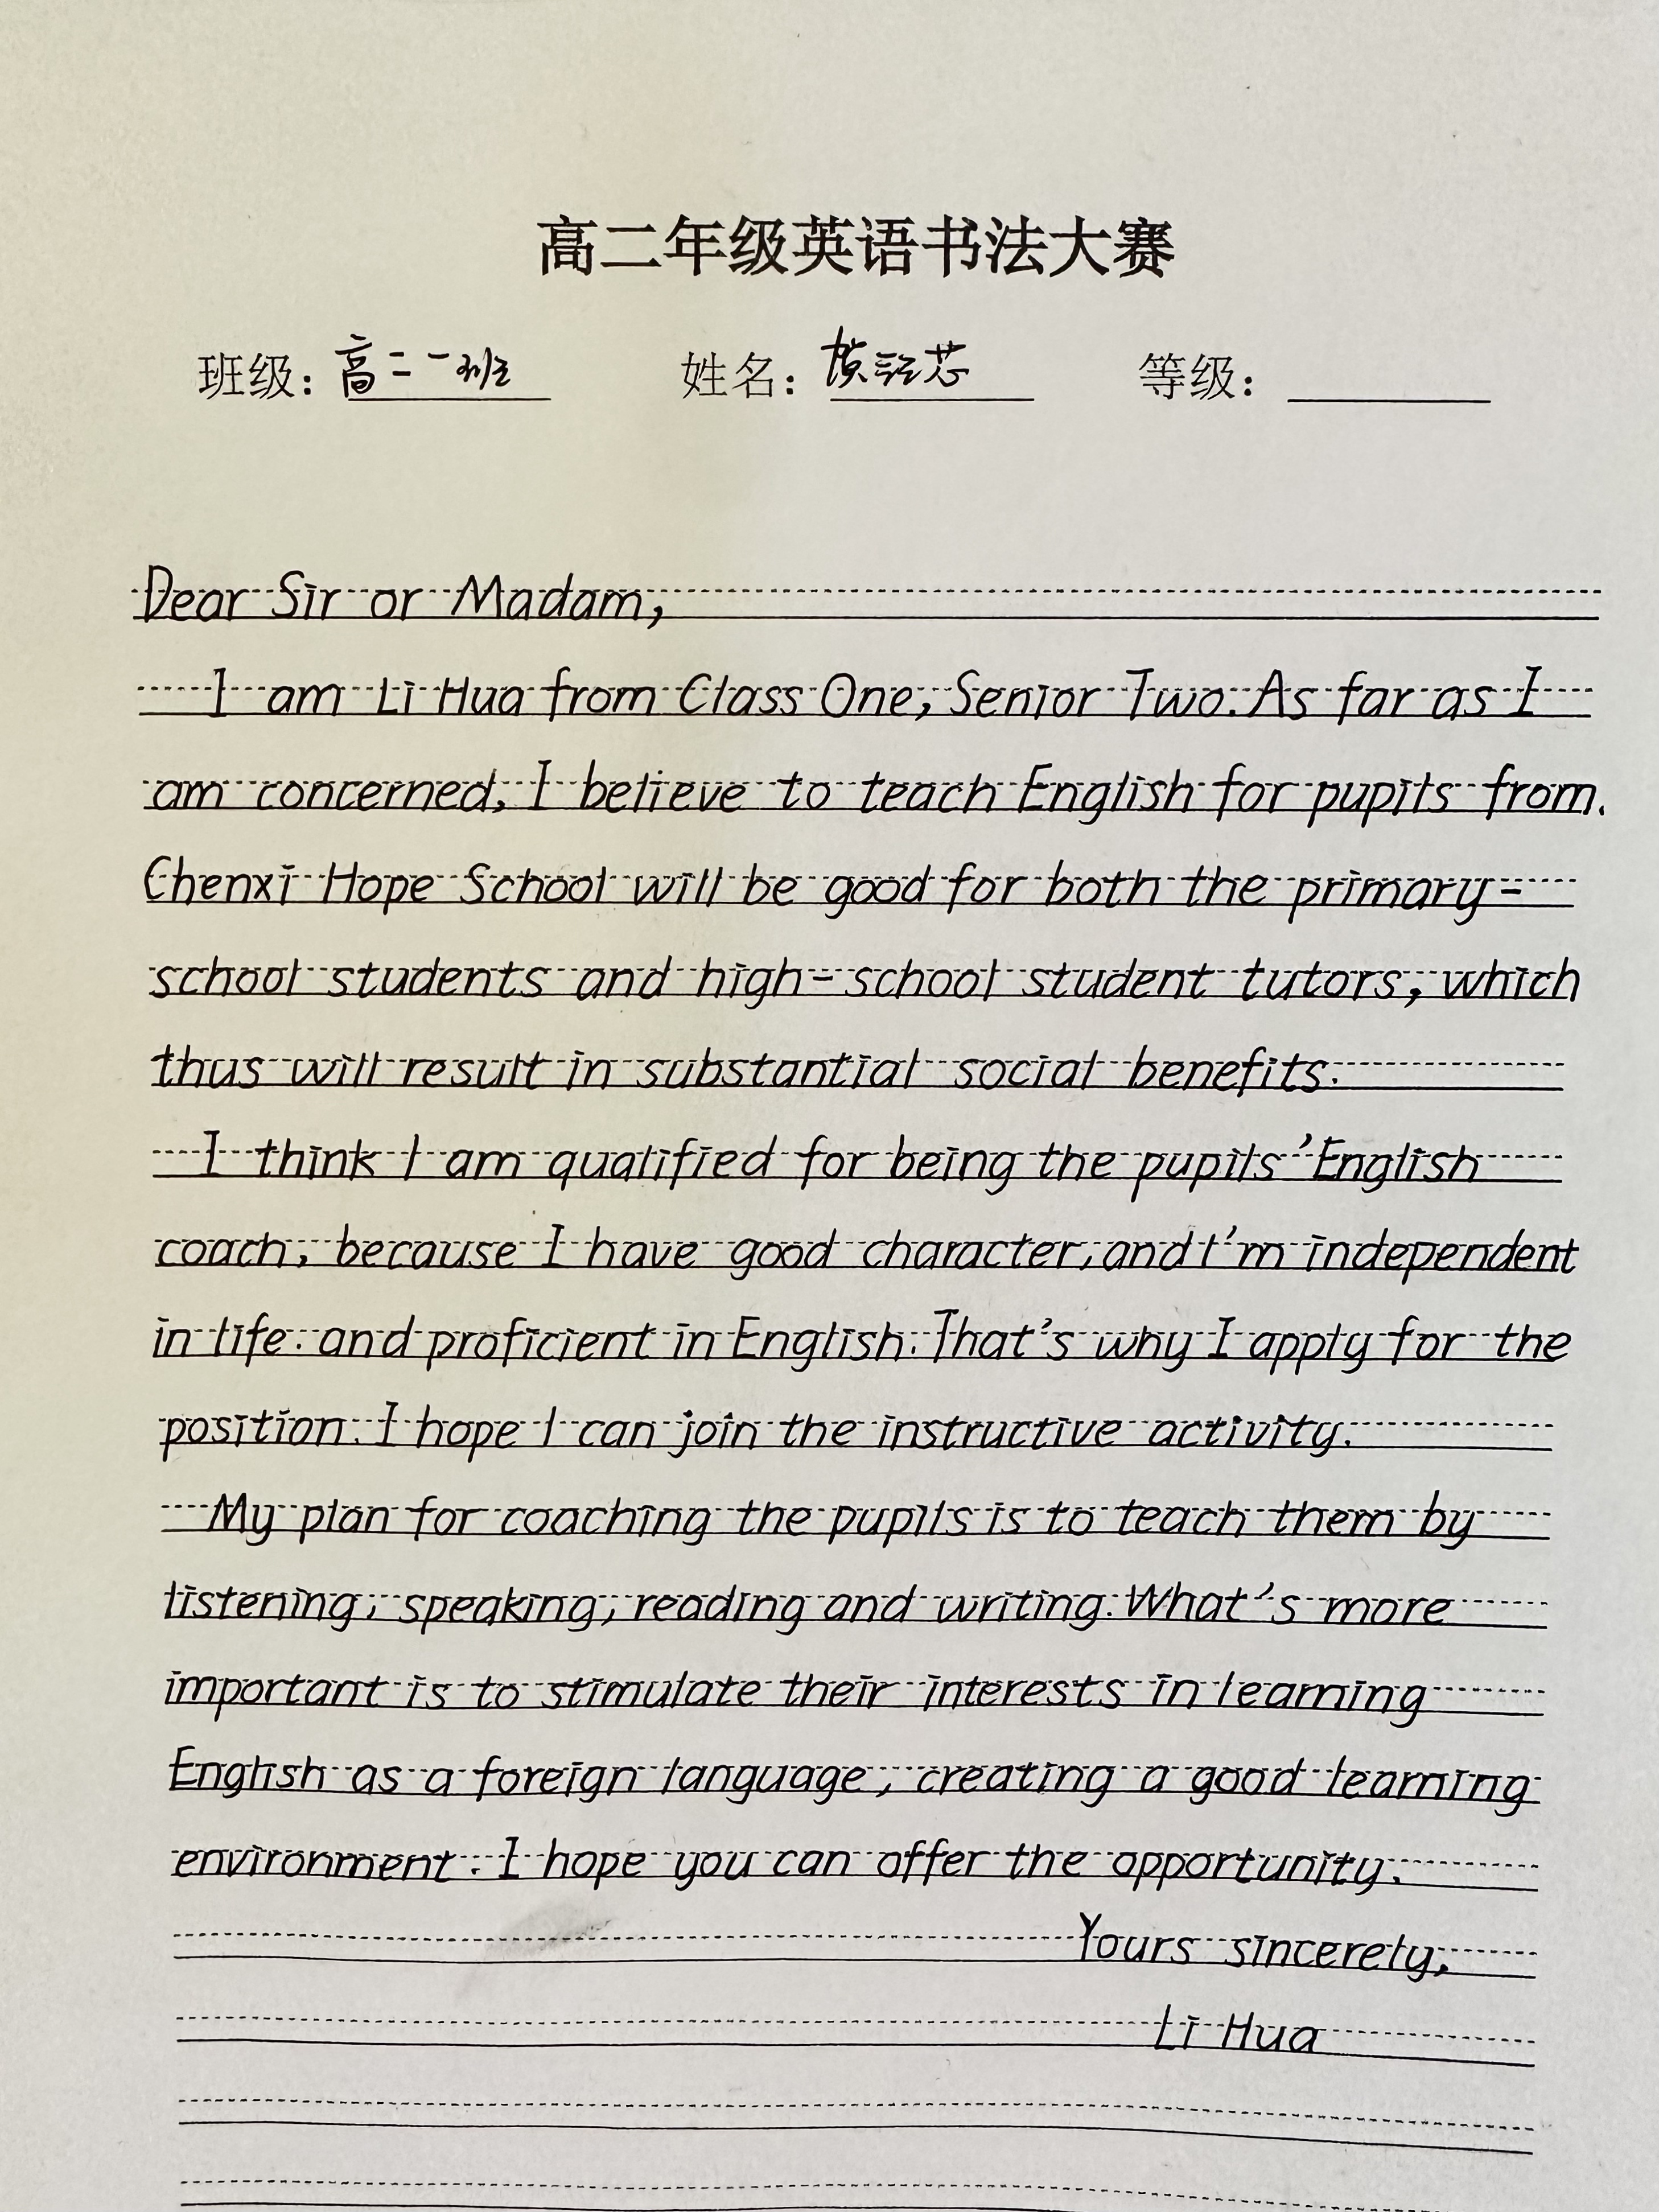 高二年级英语书法大赛
班级: 高二一班 姓名: 芯 等级:
Dear Sir or Madam,
I am Li Hua from Class One, Senior Two. As far as I
am concerned, I believe to teach English for pupils from.
Chenxi Hope School will be good for both the primary-
school students and high-school student tutors, which
thus will result in substantial social benefits.
I think I am qualified for being the pupils' English
coach, because I have good character, and I'm independent
in life. and proficient in English. That's why I apply for the
position. I hope I can join the instructive activity.
My plan for coaching the pupils is to teach them by
listening, speaking, reading and writing. What's more
important is to stimulate their interests in learning
English as a foreign language, creating a good learning
environment. I hope you can offer the opportunity.
Yours sincerely,
Li Hua